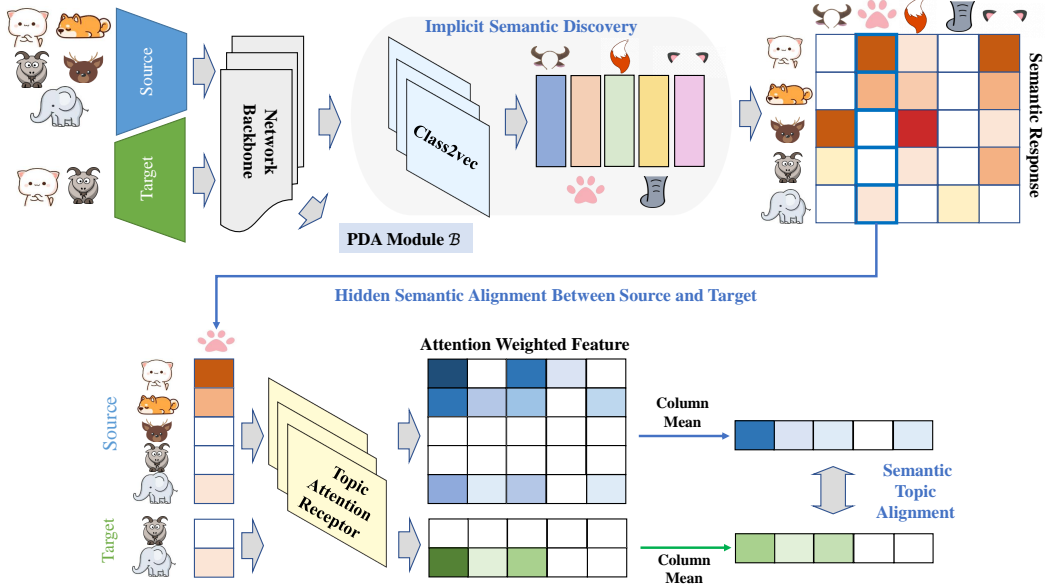 Source
Target
Network
Backbone
Implicit Semantic Discovery
Class2vec
PDA Module ℬ
Semantic Response
Hidden Semantic Alignment Between Source and Target
Source
Target
Topic
Attention
Receptor
Attention Weighted Feature
Column
Mean
Column
Mean
Semantic
Topic
Alignment